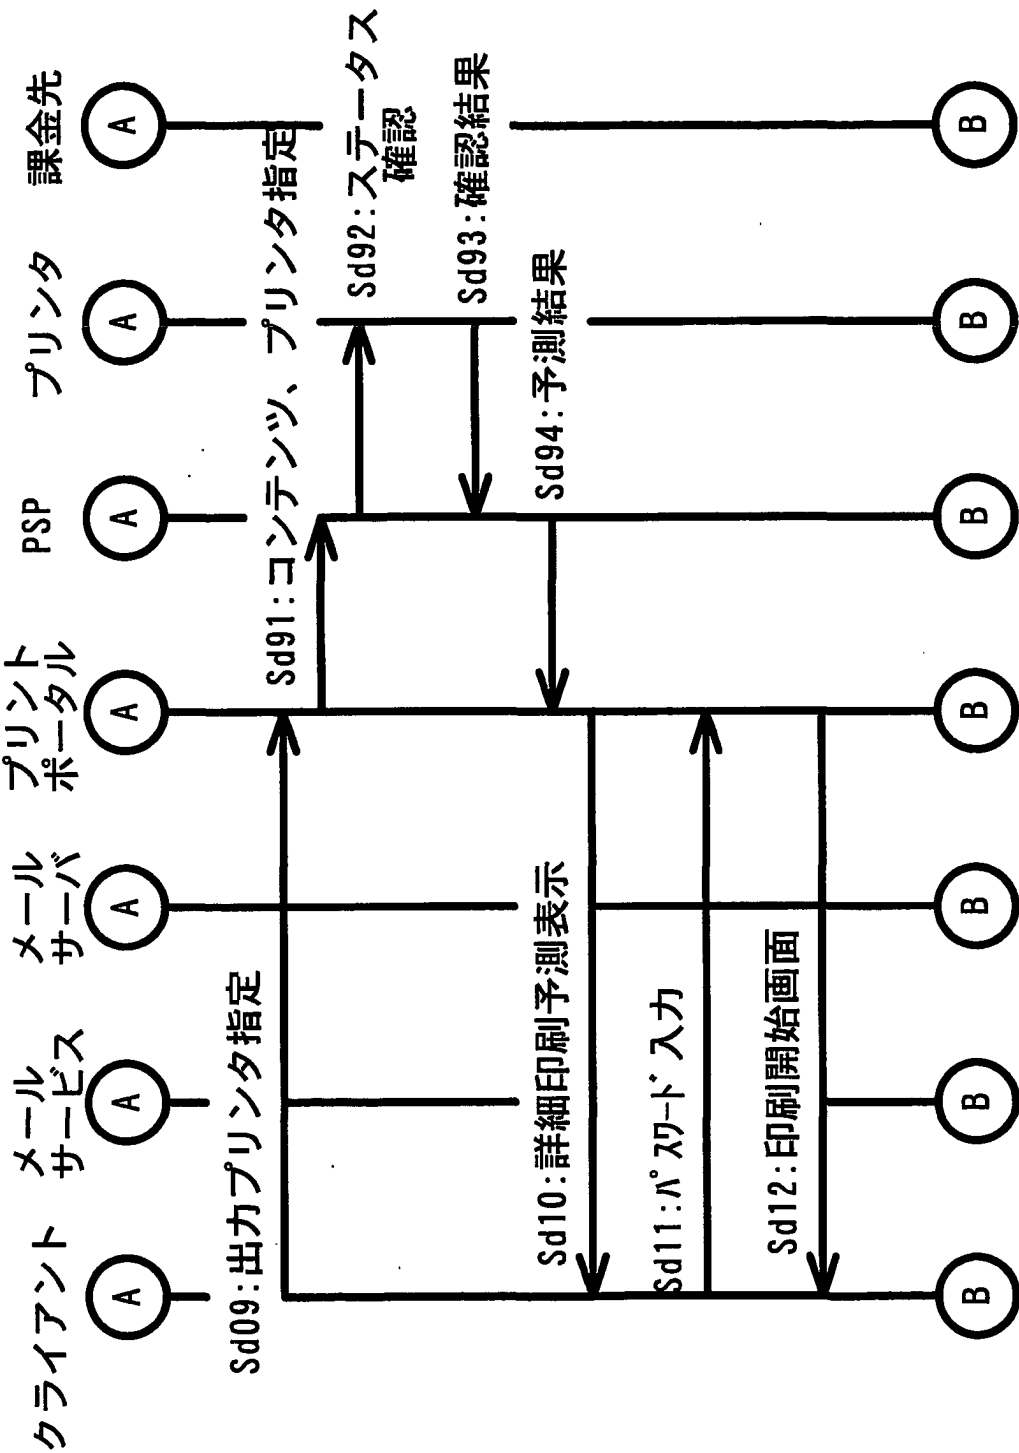 クライアント
メール
サービス
メール
サーバ
プリント
ポータル
PSP
プリンタ
課金先
A
A
A
A
A
A
A
Sd09:出力プリンタ指定
Sd91:コンテンツ、プリンタ指定
Sd92:ステータス
確認
Sd93:確認結果
Sd94:予測結果
Sd10:詳細印刷予測表示
Sd11:パスワード入力
Sd12:印刷開始画面
B
B
B
B
B
B
B